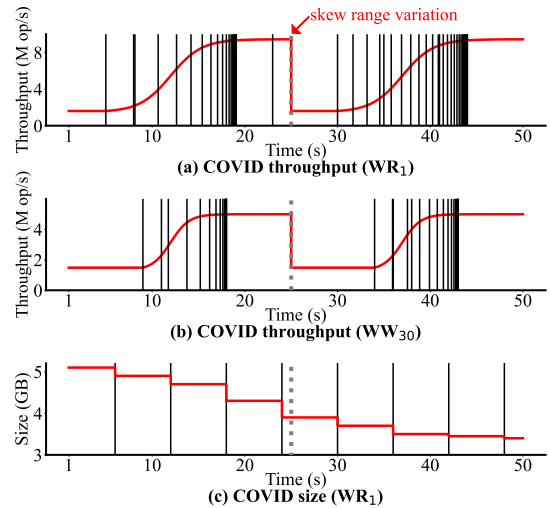 skew range variation
Throughput (M op/s)
8
4
0
1 10 20 30 40 50
Time (s)
(a) COVID throughput (WR₁)
Throughput (M op/s)
4
2
0
1 10 20 30 40 50
Time (s)
(b) COVID throughput (WW₃₀)
Size (GB)
5
4
3
1 10 20 30 40 50
Time (s)
(c) COVID size (WR₁)